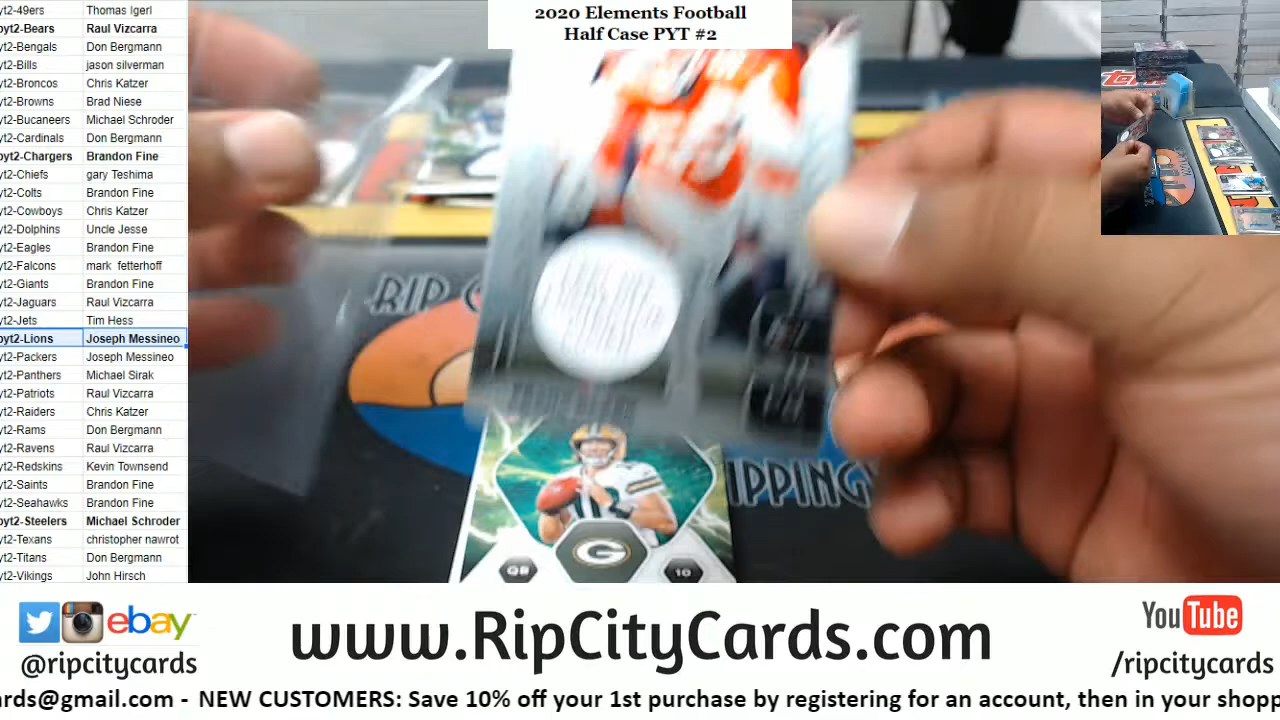 2020 Elements Football
Half Case PYT #2
yt2-49ers Thomas Igerl
pyt2-Bears Raul Vizcarra
yt2-Bengals Don Bergmann
yt2-Bills jason silverman
yt2-Broncos Chris Katzer
yt2-Browns Brad Niese
yt2-Bucaneers Michael Schroder
yt2-Cardinals Don Bergmann
pyt2-Chargers Brandon Fine
yt2-Chiefs gary Teshima
yt2-Colts Brandon Fine
yt2-Cowboys Chris Katzer
yt2-Dolphins Uncle Jesse
yt2-Eagles Brandon Fine
yt2-Falcons mark fetterhoff
yt2-Giants Brandon Fine
yt2-Jaguars Raul Vizcarra
yt2-Jets Tim Hess
pyt2-Lions Joseph Messineo
yt2-Packers Joseph Messineo
yt2-Panthers Michael Sirak
yt2-Patriots Raul Vizcarra
yt2-Raiders Chris Katzer
yt2-Rams Don Bergmann
yt2-Ravens Raul Vizcarra
yt2-Redskins Kevin Townsend
yt2-Saints Brandon Fine
yt2-Seahawks Brandon Fine
pyt2-Steelers Michael Schroder
yt2-Texans christopher nawrot
yt2-Titans Don Bergmann
yt2-Vikings John Hirsch
RIP C
IPPING
G
QB 10
ebay
@ripcitycards
www.RipCityCards.com
YouTube
/ripcitycards
ards@gmail.com - NEW CUSTOMERS: Save 10% off your 1st purchase by registering for an account, then in your shopp